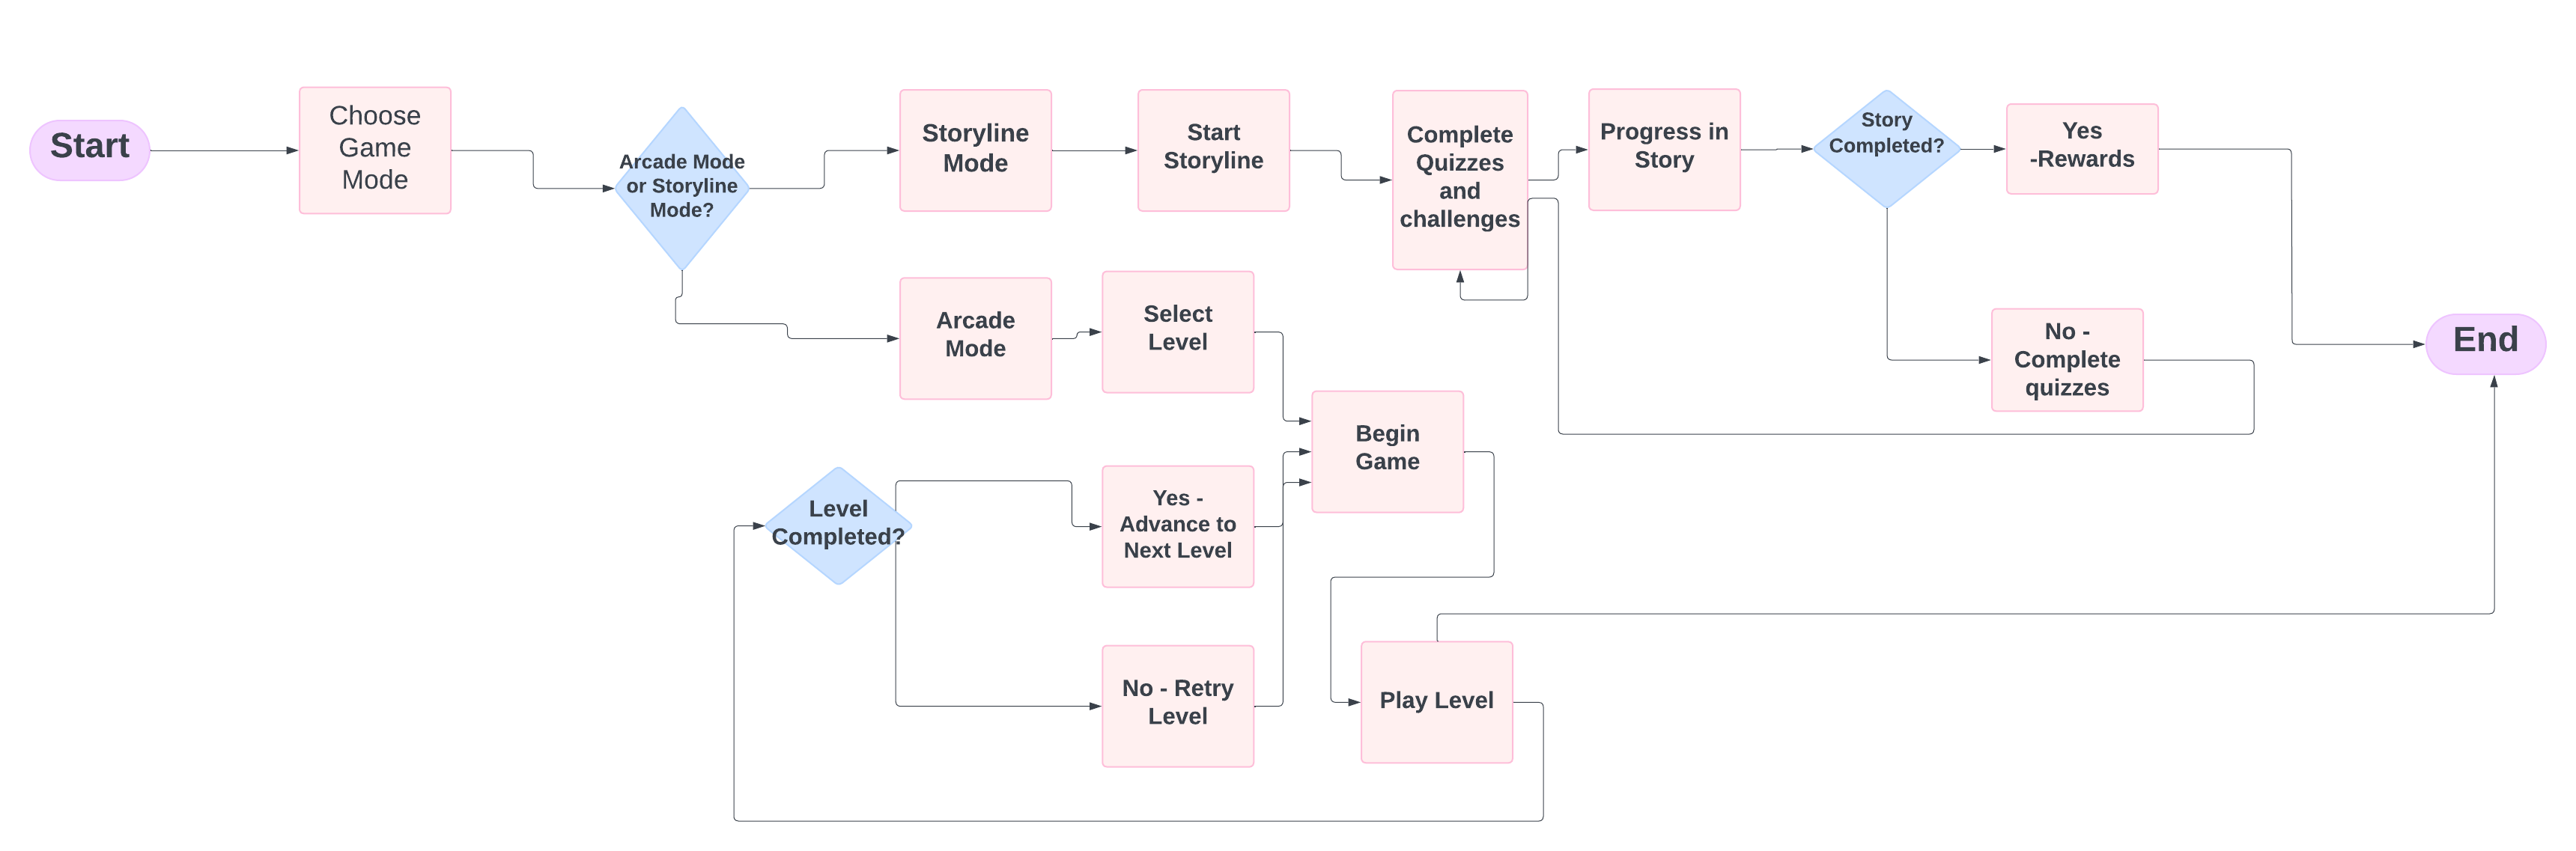 Start
Choose
Game
Mode
Arcade Mode
or Storyline
Mode?
Storyline
Mode
Start
Storyline
Complete
Quizzes
and
challenges
Progress in
Story
Story
Completed?
Yes
-Rewards
No -
Complete
quizzes
End
Arcade
Mode
Select
Level
Begin
Game
Level
Completed?
Yes -
Advance to
Next Level
No - Retry
Level
Play Level